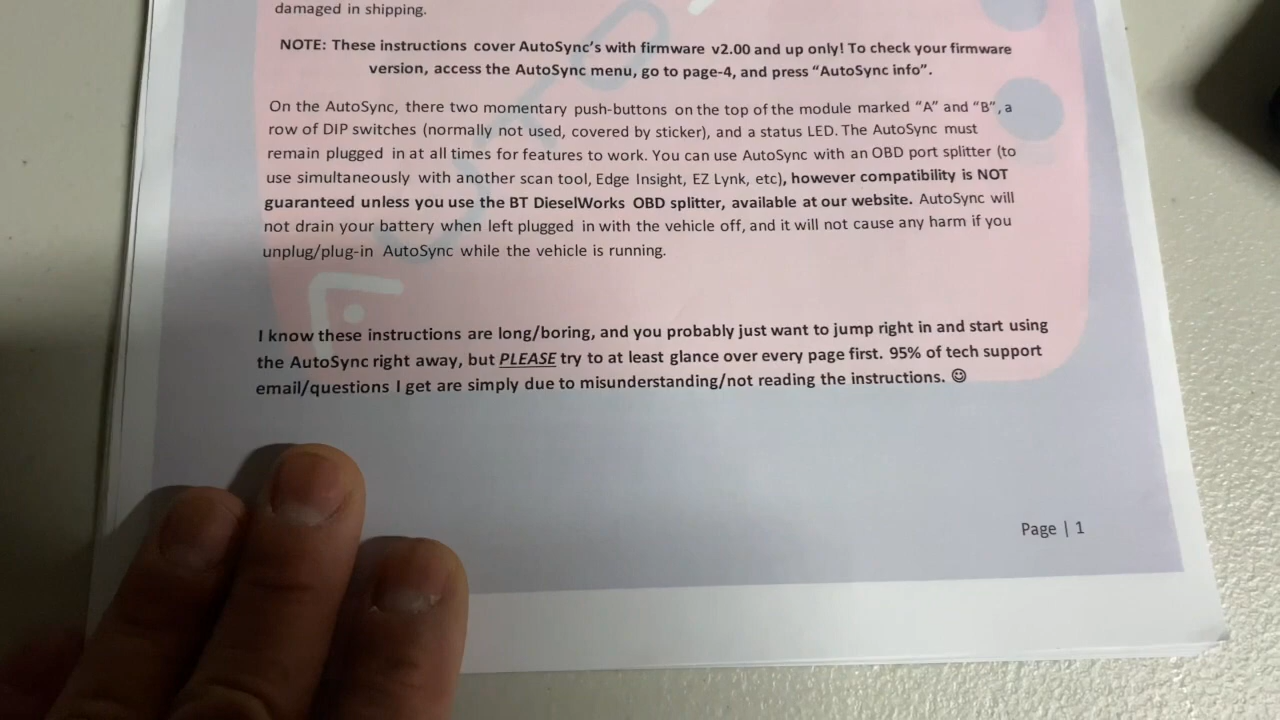 damaged in shipping.
NOTE: These instructions cover AutoSync's with firmware v2.00 and up only! To check your firmware
version, access the AutoSync menu, go to page-4, and press “AutoSync info”.
On the AutoSync, there two momentary push-buttons on the top of the module marked “A” and “B”, a
row of DIP switches (normally not used, covered by sticker), and a status LED. The AutoSync must
remain plugged in at all times for features to work. You can use AutoSync with an OBD port splitter (to
use simultaneously with another scan tool, Edge Insight, EZ Lynk, etc), however compatibility is NOT
guaranteed unless you use the BT DieselWorks OBD splitter, available at our website. AutoSync will
not drain your battery when left plugged in with the vehicle off, and it will not cause any harm if you
unplug/plug-in AutoSync while the vehicle is running.
I know these instructions are long/boring, and you probably just want to jump right in and start using
the AutoSync right away, but PLEASE try to at least glance over every page first. 95% of tech support
email/questions I get are simply due to misunderstanding/not reading the instructions. ☺
Page | 1